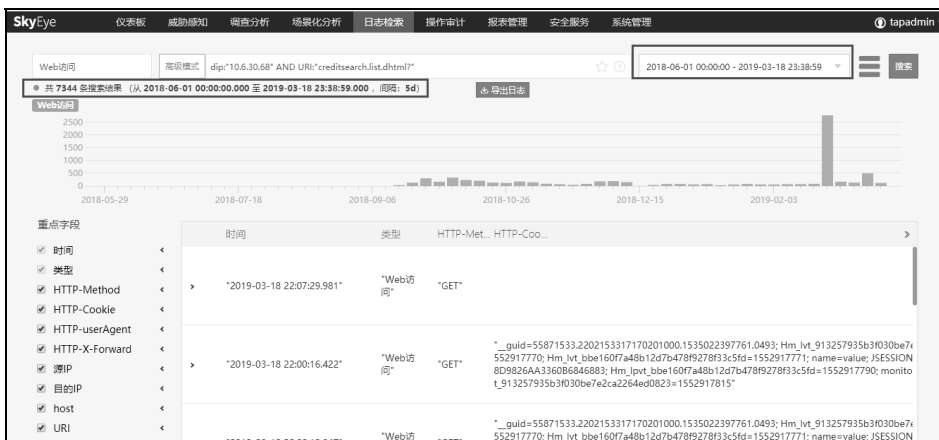 SkyEye 仪表板 威胁感知 调查分析 场景化分析 日志检索 操作审计 报表管理 安全服务 系统管理 tapadmin
Web访问 高级模式 dip:"10.6.30.68" AND URI:"creditsearch.list.dhtml?" 2018-06-01 00:00:00 - 2019-03-18 23:38:59 搜索
共 7344 条搜索结果 (从 2018-06-01 00:00:00.000 至 2019-03-18 23:38:59.000 , 间隔: 5d) 导出日志
Web访问
2500
2000
1500
1000
500
0
2018-05-29 2018-07-18 2018-09-06 2018-10-26 2018-12-15 2019-02-03
重点字段
时间 类型 HTTP-Met... HTTP-Coo...
时间
类型
HTTP-Method
"2019-03-18 22:07:29.981" "Web访问" "GET"
HTTP-Cookie
HTTP-userAgent
HTTP-X-Forward
源IP
目的IP
host
URI
"2019-03-18 22:00:16.422" "Web访问" "GET"
"__guid=55871533.2202153317170201000.1535022397761.0493; Hm_lvt_913257935b3f030be7e
552917770; Hm_lvt_bbe160f7a48b12d7b478f9278f33c5fd=1552917771; name=value; JSESSION
8D9826AA3360B6846883; Hm_lpvt_bbe160f7a48b12d7b478f9278f33c5fd=1552917790; monito
t_913257935b3f030be7e2ca2264ed0823=1552917815"
"__guid=55871533.2202153317170201000.1535022397761.0493; Hm_lvt_913257935b3f030be7e
"Web访 552917770; Hm_lvt_bbe160f7a48b12d7b478f9278f33c5fd=1552917771; name=value; JSESSION